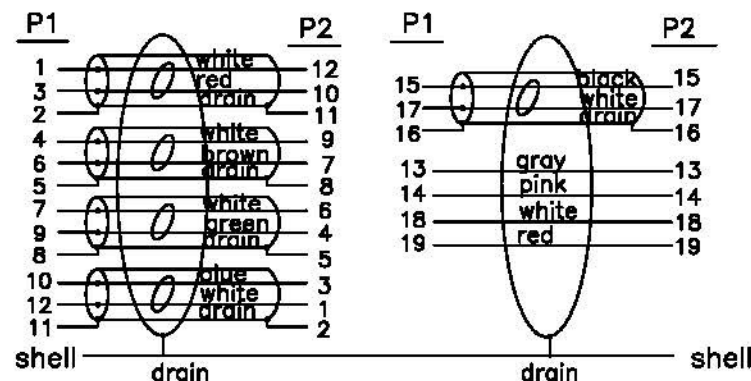 P1 P2 P1 P2
1 white 12
3 red 10
2 drain 11
4 white 9
6 brown 7
5 drain 8
7 white 6
9 green 4
8 drain 5
10 blue 3
12 white 1
11 drain 2
15 black 15
17 white 17
16 drain 16
13 gray 13
14 pink 14
18 white 18
19 red 19
shell drain drain shell